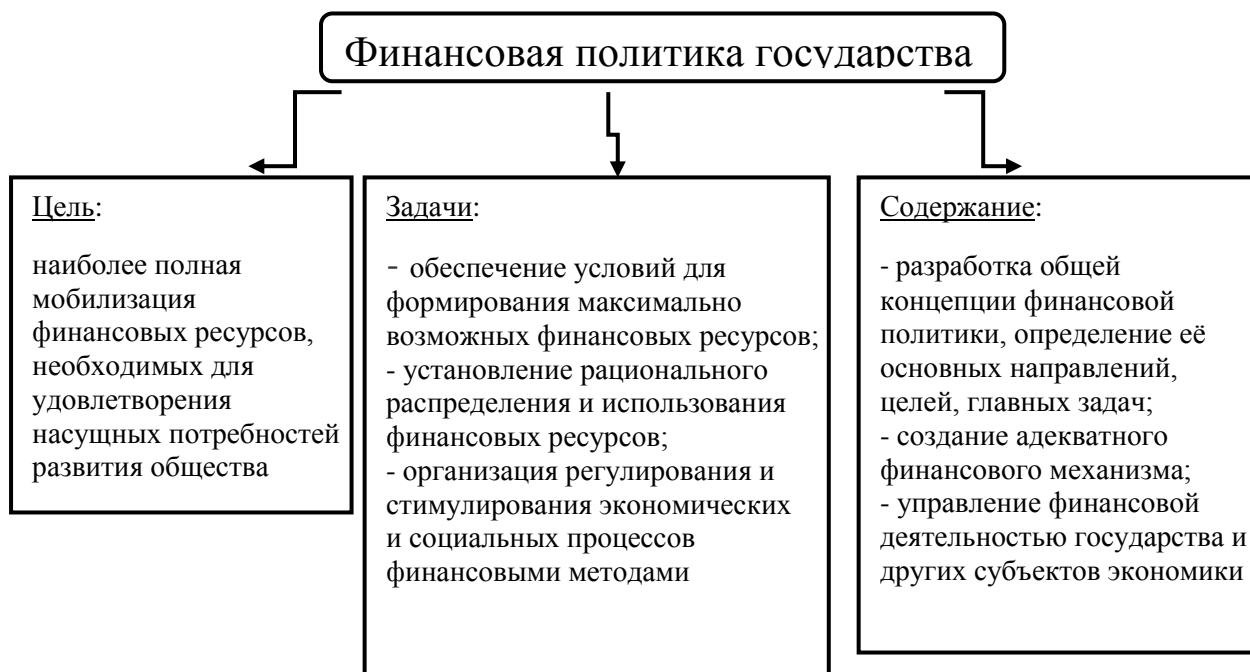 Финансовая политика государства
Цель:
наиболее полная
мобилизация
финансовых ресурсов,
необходимых для
удовлетворения
насущных потребностей
развития общества
Задачи:
- обеспечение условий для
формирования максимально
возможных финансовых ресурсов;
- установление рационального
распределения и использования
финансовых ресурсов;
- организация регулирования и
стимулирования экономических
и социальных процессов
финансовыми методами
Содержание:
- разработка общей
концепции финансовой
политики, определение её
основных направлений,
целей, главных задач;
- создание адекватного
финансового механизма;
- управление финансовой
деятельностью государства и
других субъектов экономики